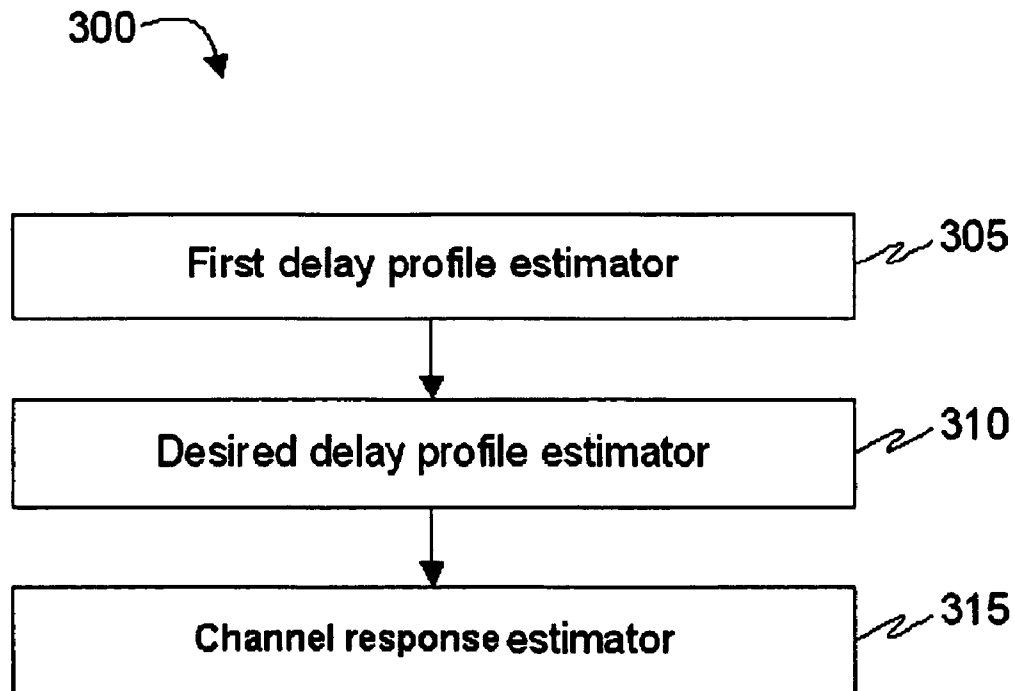 300
First delay profile estimator
305
Desired delay profile estimator
310
Channel response estimator
315